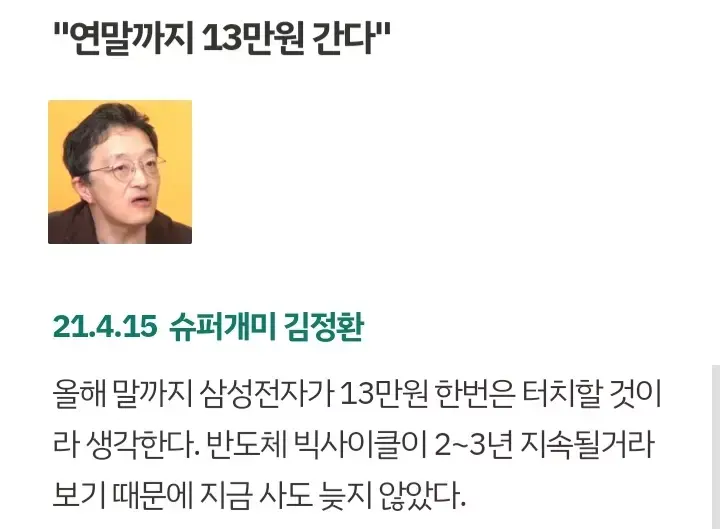 "연말까지 13만원 간다"
21.4.15 슈퍼개미 김정환
올해 말까지 삼성전자가 13만원 한번은 터치할 것이
라 생각한다. 반도체 빅사이클이 2~3년 지속될거라
보기 때문에 지금 사도 늦지 않았다.